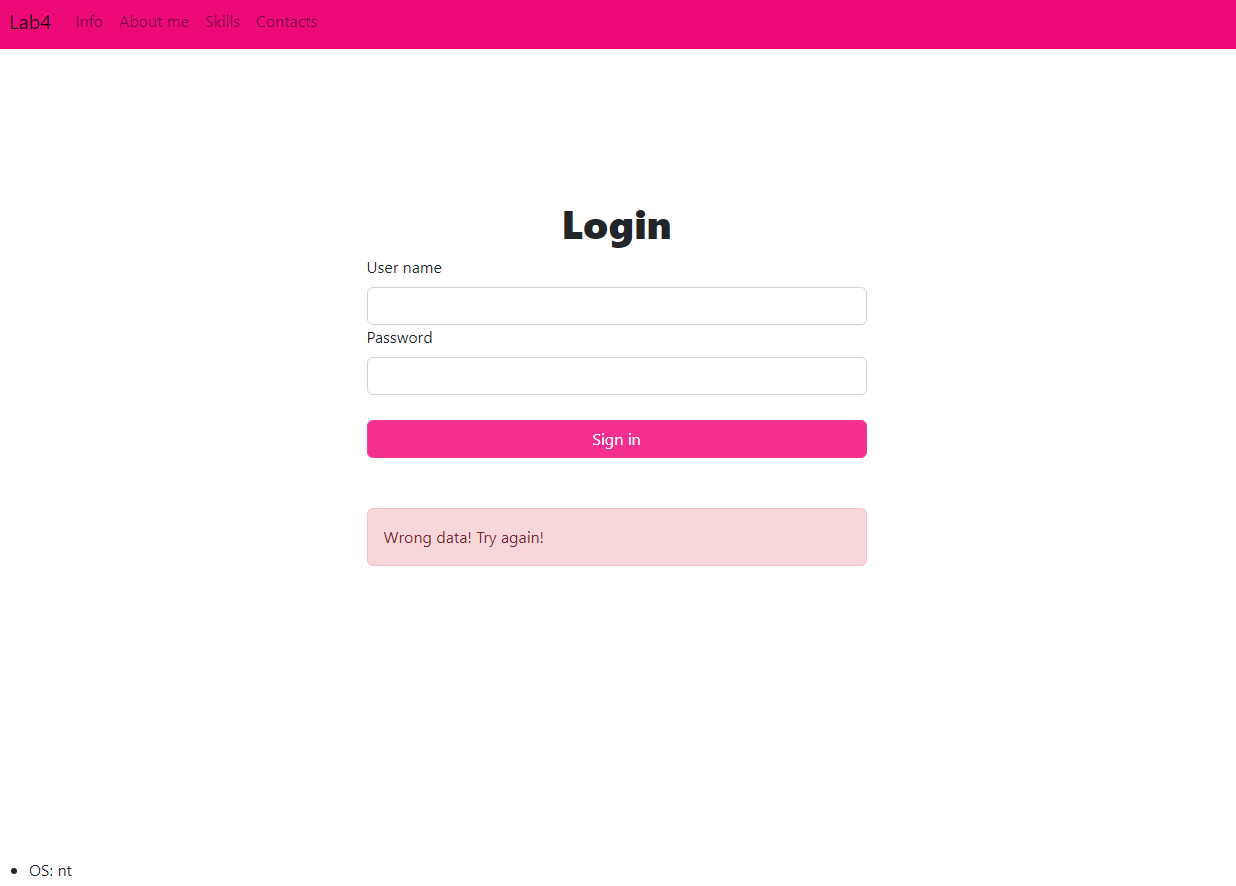 Lab4 Info About me Skills Contacts
Login
User name
Password
Sign in
Wrong data! Try again!
OS: nt